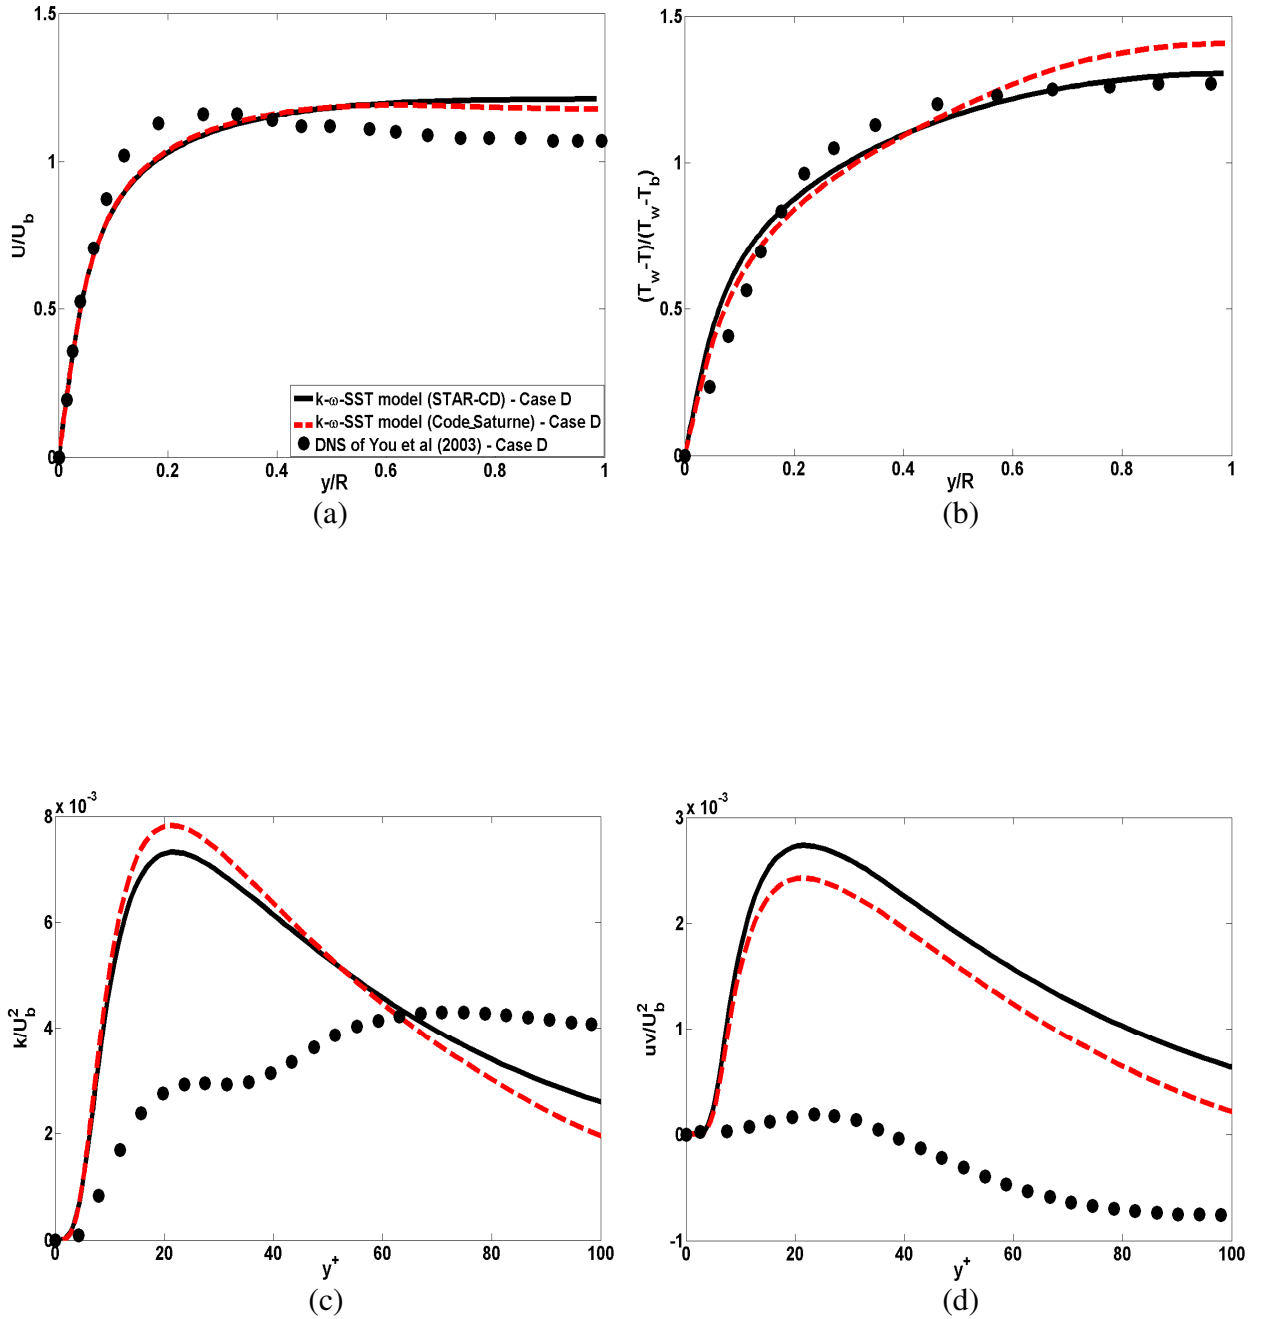 1.5
1
0.5
0
U/U_b
k-ω-SST model (STAR-CD) - Case D
k-ω-SST model (Code_Saturne) - Case D
DNS of You et al (2003) - Case D
0 0.2 0.4 0.6 0.8 1
y/R
(a)
1.5
1
0.5
0
(T_w-T)/(T_w-T_b)
0 0.2 0.4 0.6 0.8 1
y/R
(b)
x 10^-3
8
6
4
2
0
k/U_b^2
0 20 40 60 80 100
y^+
(c)
x 10^-3
3
2
1
0
-1
uv/U_b^2
0 20 40 60 80 100
y^+
(d)